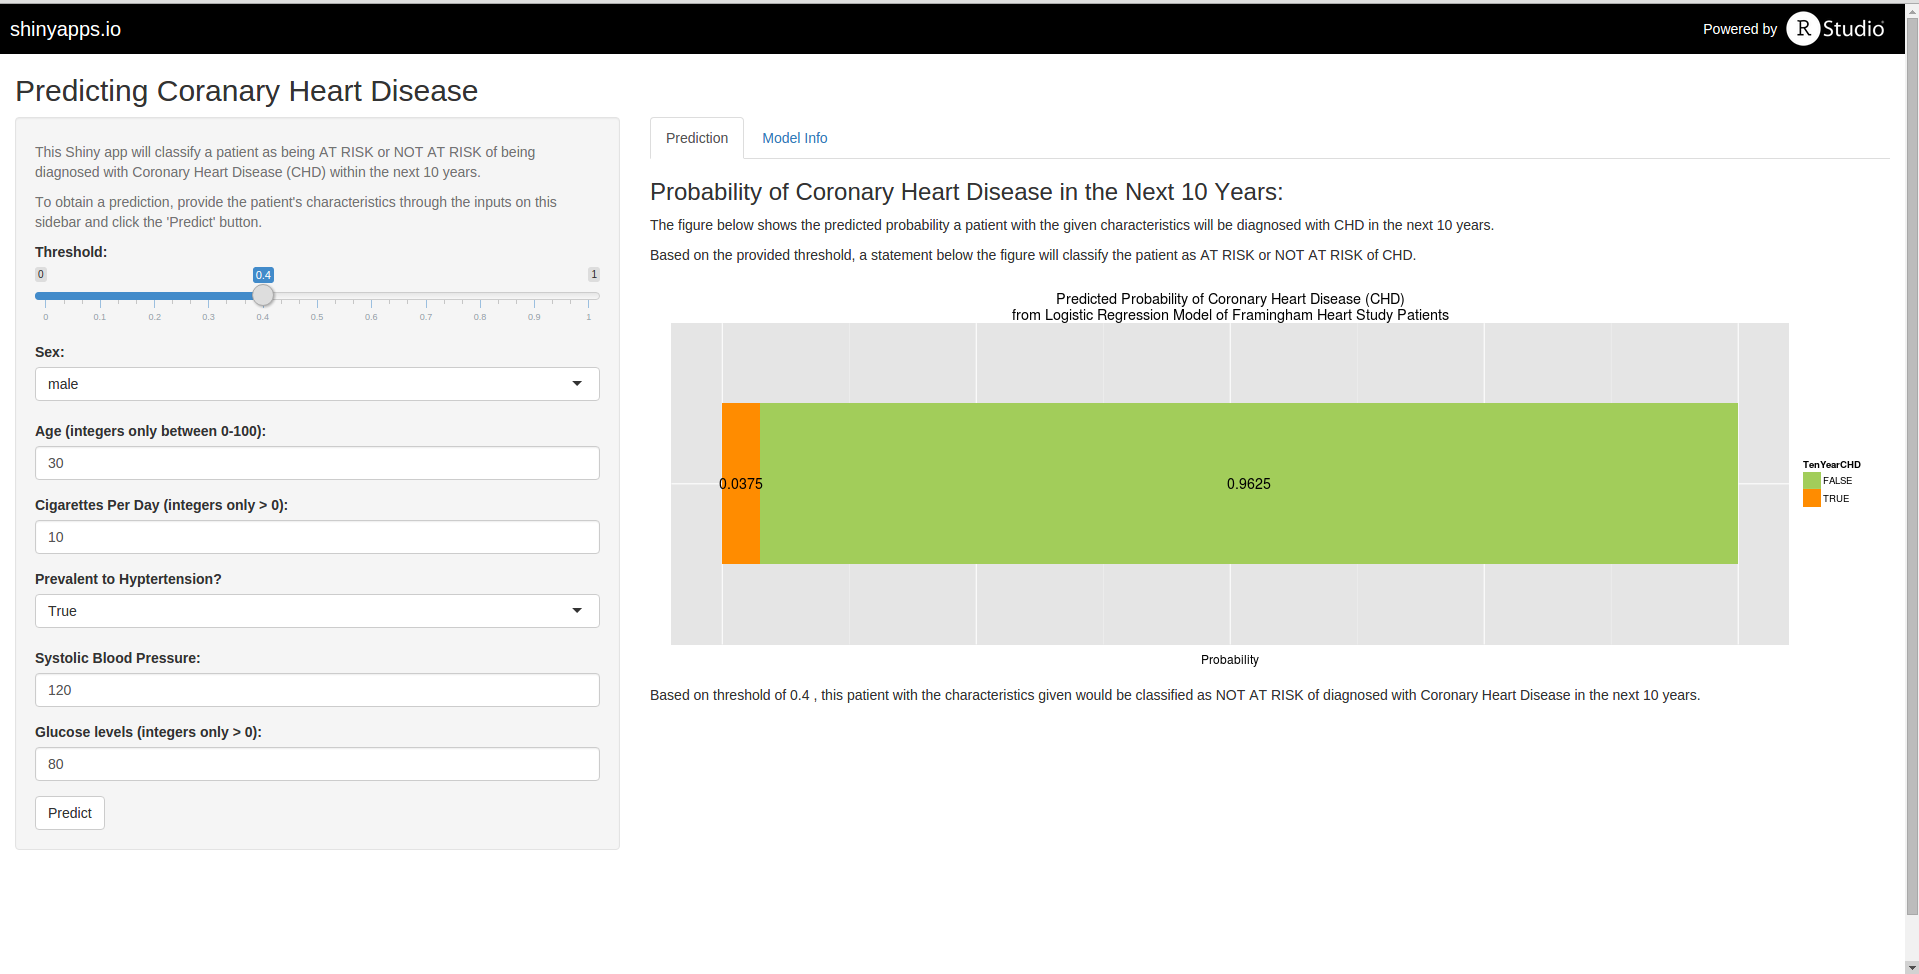 shinyapps.io
Powered by R Studio
Predicting Coranary Heart Disease
This Shiny app will classify a patient as being AT RISK or NOT AT RISK of being
diagnosed with Coronary Heart Disease (CHD) within the next 10 years.
To obtain a prediction, provide the patient's characteristics through the inputs on this
sidebar and click the 'Predict' button.
Threshold:
0 0.4 1
0 0.1 0.2 0.3 0.4 0.5 0.6 0.7 0.8 0.9 1
Sex:
male
Age (integers only between 0-100):
30
Cigarettes Per Day (integers only > 0):
10
Prevalent to Hyptertension?
True
Systolic Blood Pressure:
120
Glucose levels (integers only > 0):
80
Predict
Prediction Model Info
Probability of Coronary Heart Disease in the Next 10 Years:
The figure below shows the predicted probability a patient with the given characteristics will be diagnosed with CHD in the next 10 years.
Based on the provided threshold, a statement below the figure will classify the patient as AT RISK or NOT AT RISK of CHD.
Predicted Probability of Coronary Heart Disease (CHD)
from Logistic Regression Model of Framingham Heart Study Patients
0.0375 0.9625
TenYearCHD
FALSE
TRUE
Probability
Based on threshold of 0.4 , this patient with the characteristics given would be classified as NOT AT RISK of diagnosed with Coronary Heart Disease in the next 10 years.